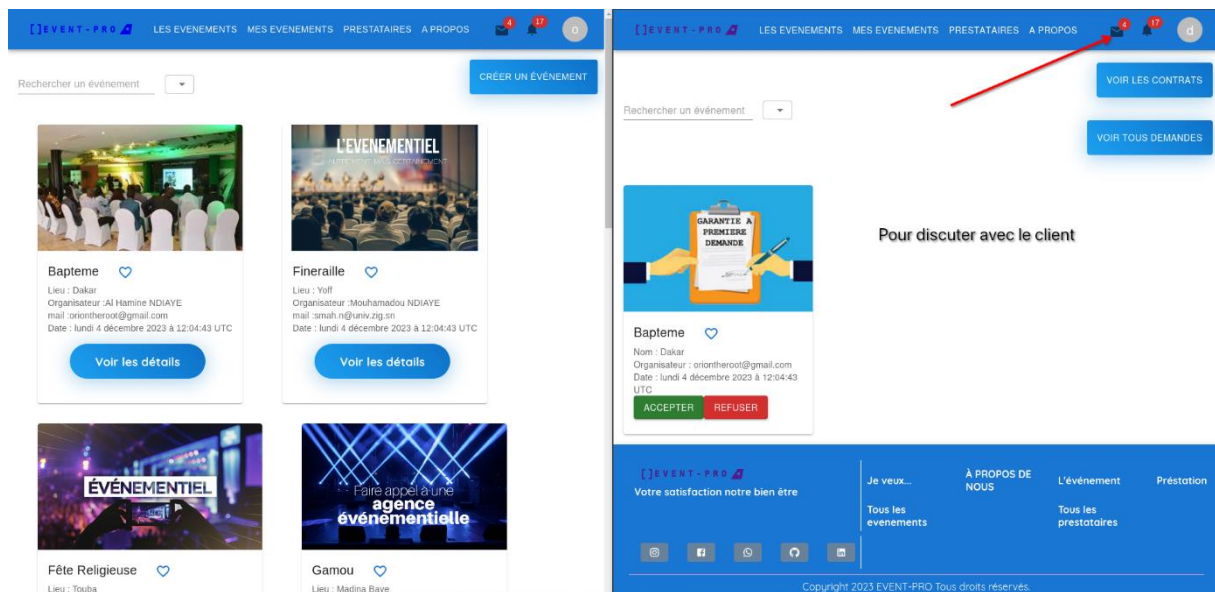 []EVENT-PRO
LES EVENEMENTS MES EVENEMENTS PRESTATAIRES A PROPOS 4 17 o
Rechercher un événement
CRÉER UN ÉVÉNEMENT
L'EVENEMENTIEL
AUTREMENT MAIS CERTAINEMENT
Bapteme
Lieu : Dakar
Organisateur :Al Hamine NDIAYE
mail :oriontheroot@gmail.com
Date : lundi 4 décembre 2023 à 12:04:43 UTC
Voir les détails
Fineraille
Lieu : Yoff
Organisateur :Mouhamadou NDIAYE
mail :smah.n@univ.zig.sn
Date : lundi 4 décembre 2023 à 12:04:43 UTC
Voir les détails
ÉVÉNEMENTIEL
Faire appel à une
agence
événementielle
Fête Religieuse
Lieu : Touba
Gamou
Lieu : Madina Baye
[]EVENT-PRO
LES EVENEMENTS MES EVENEMENTS PRESTATAIRES A PROPOS 4 17 d
VOIR LES CONTRATS
Rechercher un événement
VOIR TOUS DEMANDES
GARANTIE A
PREMIERE
DEMANDE
Pour discuter avec le client
Bapteme
Nom : Dakar
Organisateur : oriontheroot@gmail.com
Date : lundi 4 décembre 2023 à 12:04:43
UTC
ACCEPTER REFUSER
[]EVENT-PRO
Votre satisfaction notre bien être
Je veux...
Tous les
evenements
À PROPOS DE
NOUS
L'événement
Tous les
prestataires
Préstation
Copyright 2023 EVENT-PRO Tous droits réservés.